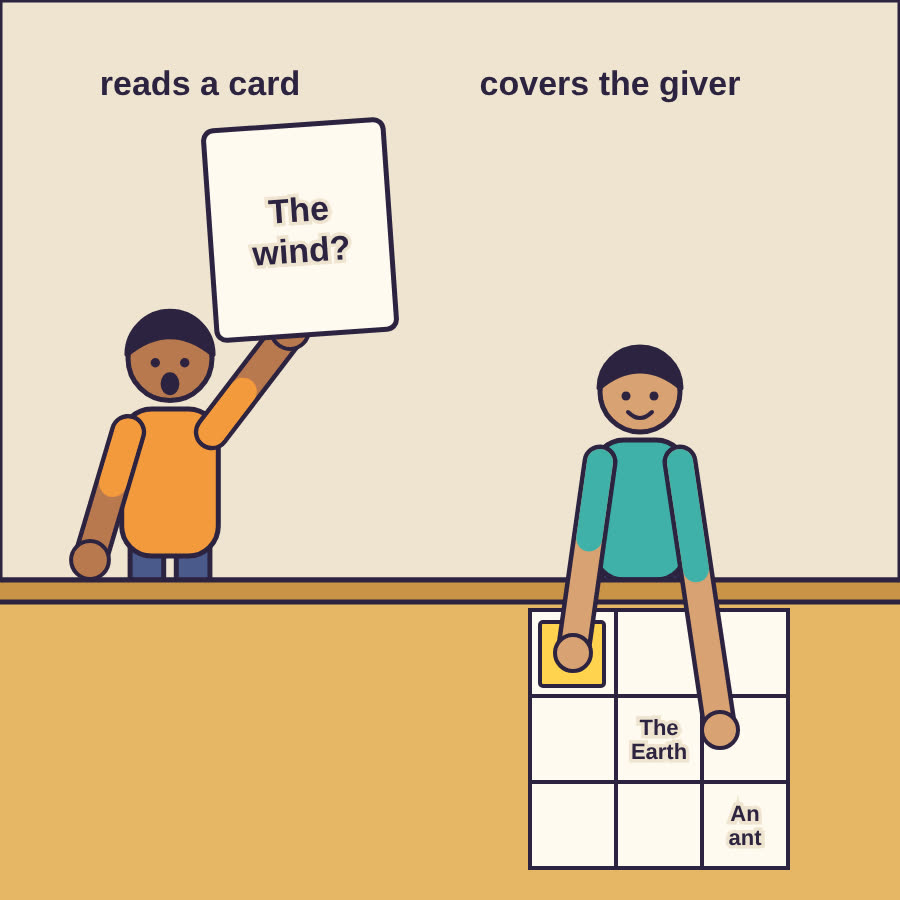 reads a card
covers the giver
The
wind?
The
Earth
An
ant